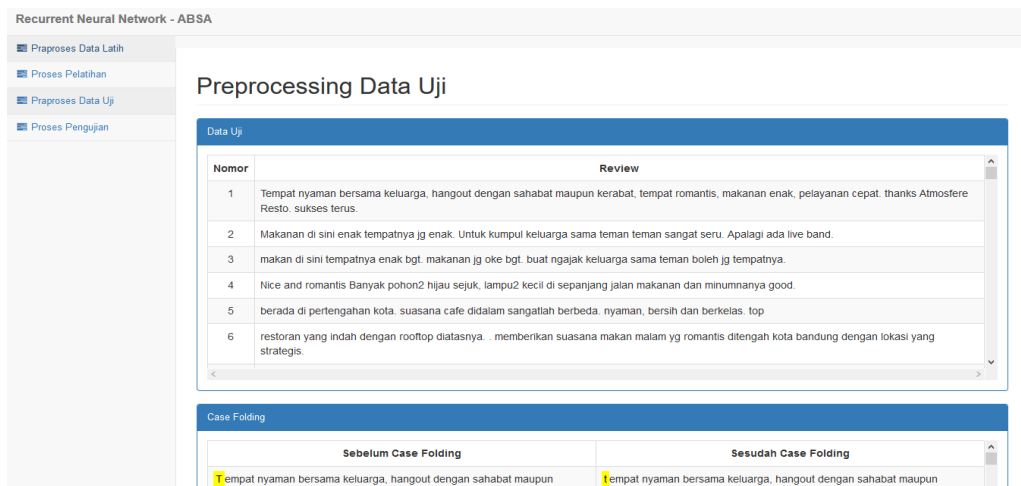 Recurrent Neural Network - ABSA
Praproses Data Latih
Proses Pelatihan
Praproses Data Uji
Proses Pengujian
Preprocessing Data Uji
Data Uji
Nomor Review
1 Tempat nyaman bersama keluarga, hangout dengan sahabat maupun kerabat, tempat romantis, makanan enak, pelayanan cepat. thanks Atmosfere
Resto. sukses terus.
2 Makanan di sini enak tempatnya jg enak. Untuk kumpul keluarga sama teman teman sangat seru. Apalagi ada live band.
3 makan di sini tempatnya enak bgt. makanan jg oke bgt. buat ngajak keluarga sama teman boleh jg tempatnya.
4 Nice and romantis Banyak pohon2 hijau sejuk, lampu2 kecil di sepanjang jalan makanan dan minumnanya good.
5 berada di pertengahan kota. suasana cafe didalam sangatlah berbeda. nyaman, bersih dan berkelas. top
6 restoran yang indah dengan rooftop diatasnya. . memberikan suasana makan malam yg romantis ditengah kota bandung dengan lokasi yang
strategis.
Case Folding
Sebelum Case Folding Sesudah Case Folding
Tempat nyaman bersama keluarga, hangout dengan sahabat maupun tempat nyaman bersama keluarga, hangout dengan sahabat maupun